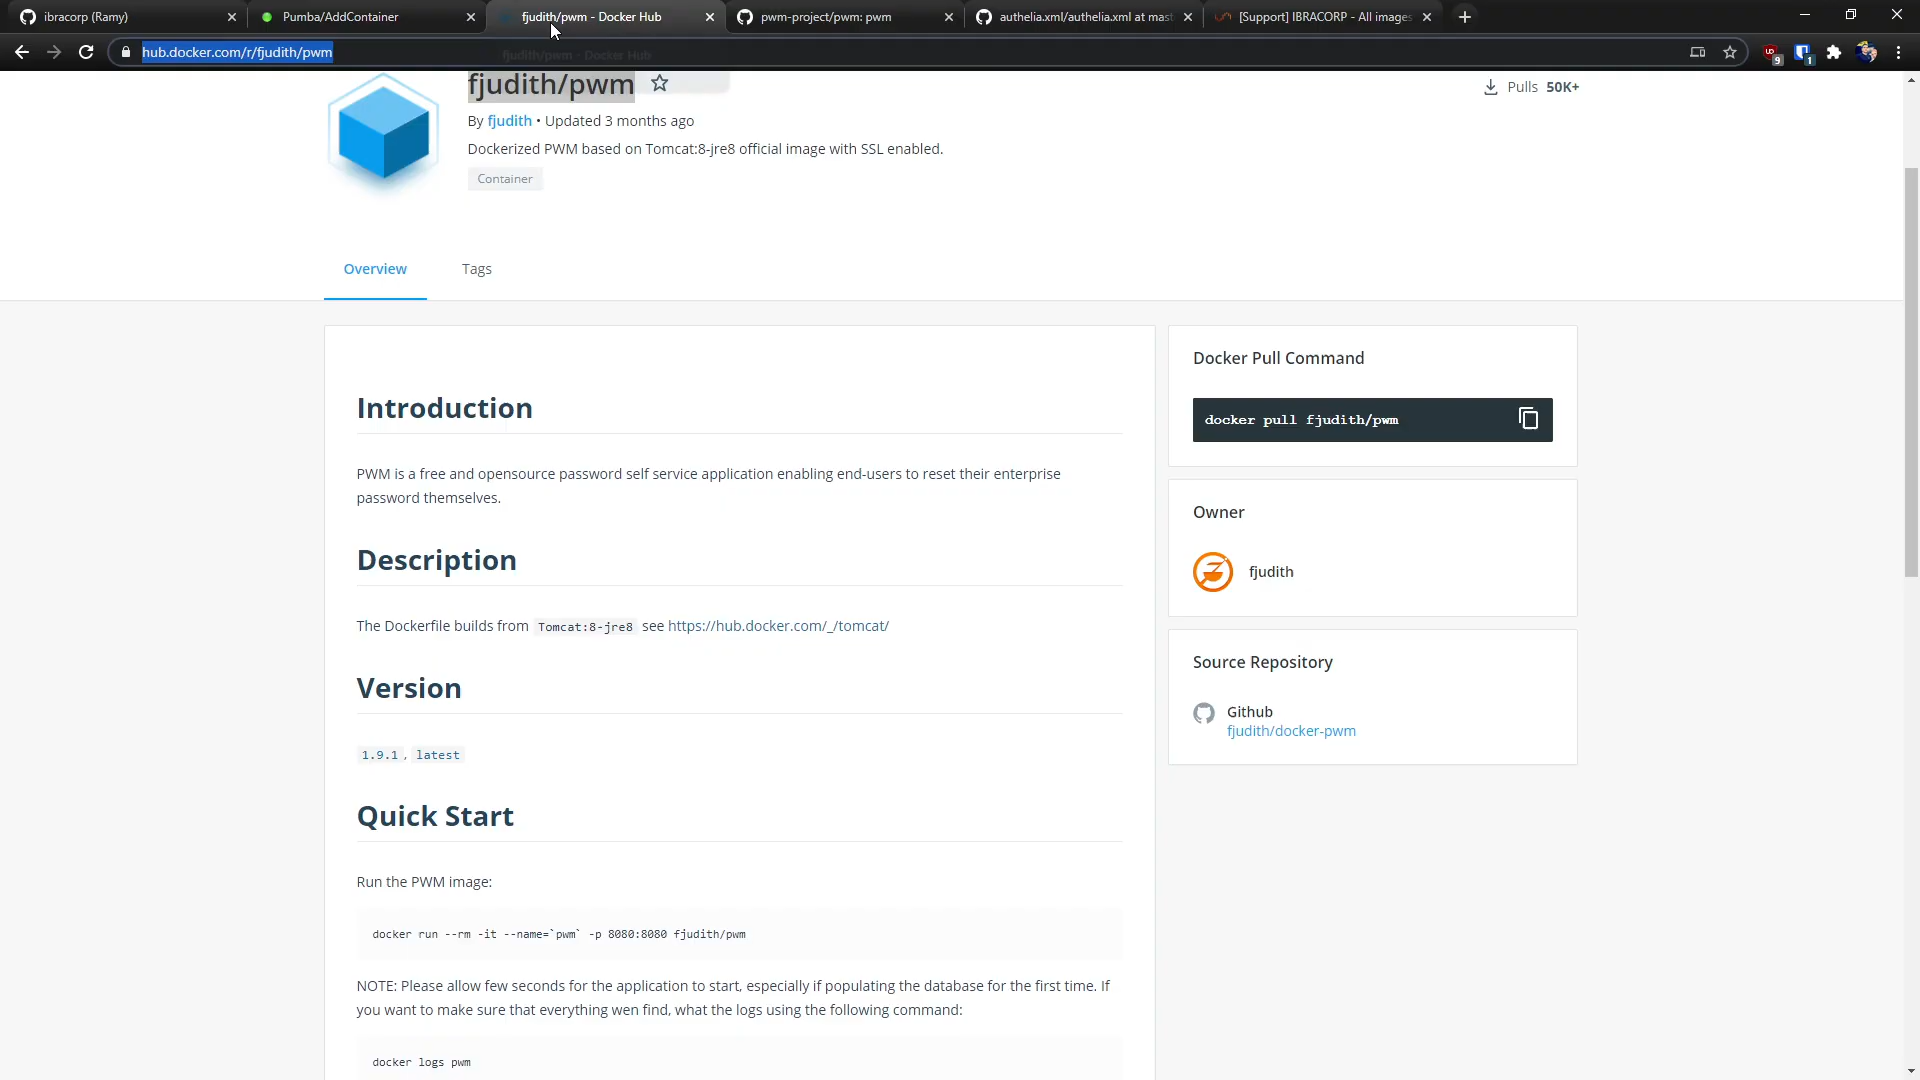 ibracorp (Ramy)
Pumba/AddContainer
fjudith/pwm - Docker Hub
pwm-project/pwm: pwm
authelia.xml/authelia.xml at mast
[Support] IBRACORP - All images
hub.docker.com/r/fjudith/pwm
fjudith/pwm - Docker Hub
9
1
fjudith/pwm
Pulls 50K+
By fjudith • Updated 3 months ago
Dockerized PWM based on Tomcat:8-jre8 official image with SSL enabled.
Container
Overview
Tags
Introduction
PWM is a free and opensource password self service application enabling end-users to reset their enterprise
password themselves.
Description
The Dockerfile builds from Tomcat:8-jre8 see https://hub.docker.com/_/tomcat/
Version
1.9.1, latest
Quick Start
Run the PWM image:
docker run --rm -it --name=`pwm` -p 8080:8080 fjudith/pwm
NOTE: Please allow few seconds for the application to start, especially if populating the database for the first time. If
you want to make sure that everything wen find, what the logs using the following command:
docker logs pwm
Docker Pull Command
docker pull fjudith/pwm
Owner
fjudith
Source Repository
Github
fjudith/docker-pwm